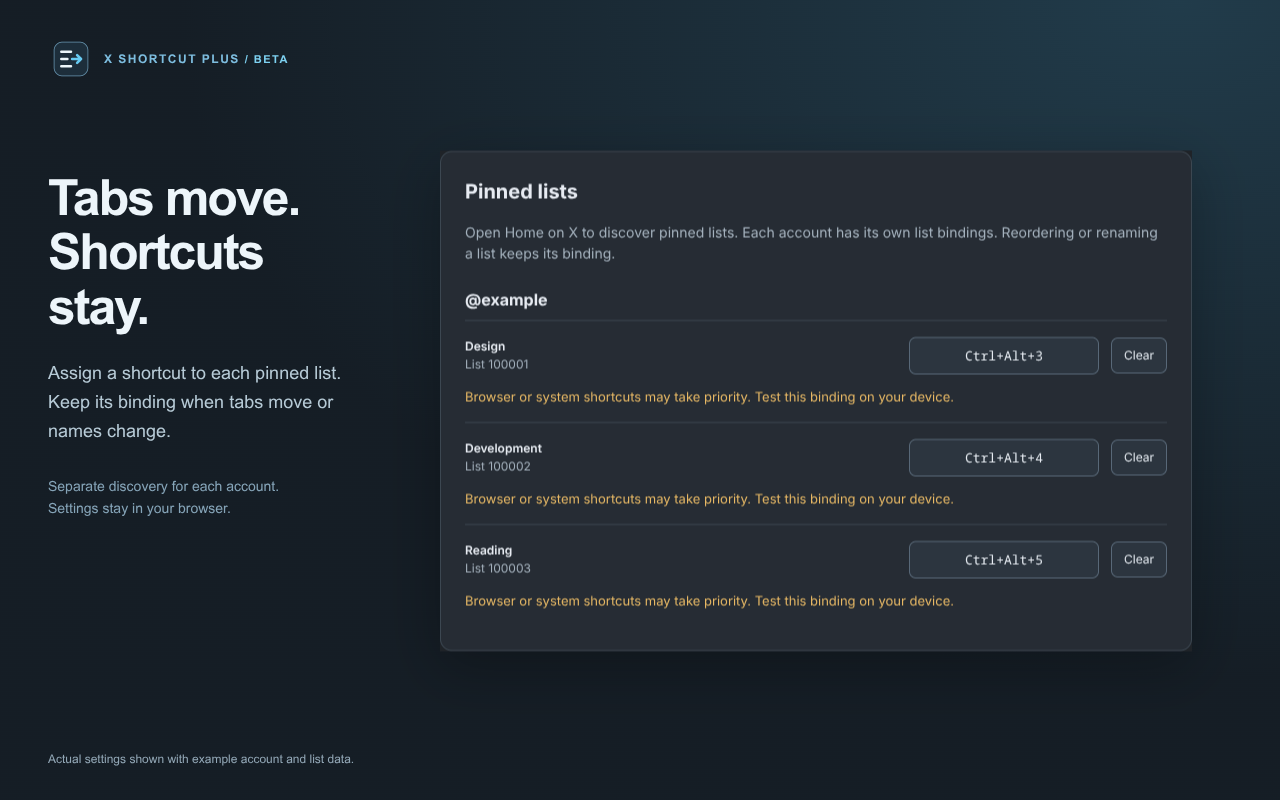 X SHORTCUT PLUS / BETA
Tabs move.
Shortcuts
stay.
Assign a shortcut to each pinned list.
Keep its binding when tabs move or
names change.
Separate discovery for each account.
Settings stay in your browser.
Pinned lists
Open Home on X to discover pinned lists. Each account has its own list bindings. Reordering or renaming
a list keeps its binding.
@example
Design
List 100001
Ctrl+Alt+3
Clear
Browser or system shortcuts may take priority. Test this binding on your device.
Development
List 100002
Ctrl+Alt+4
Clear
Browser or system shortcuts may take priority. Test this binding on your device.
Reading
List 100003
Ctrl+Alt+5
Clear
Browser or system shortcuts may take priority. Test this binding on your device.
Actual settings shown with example account and list data.